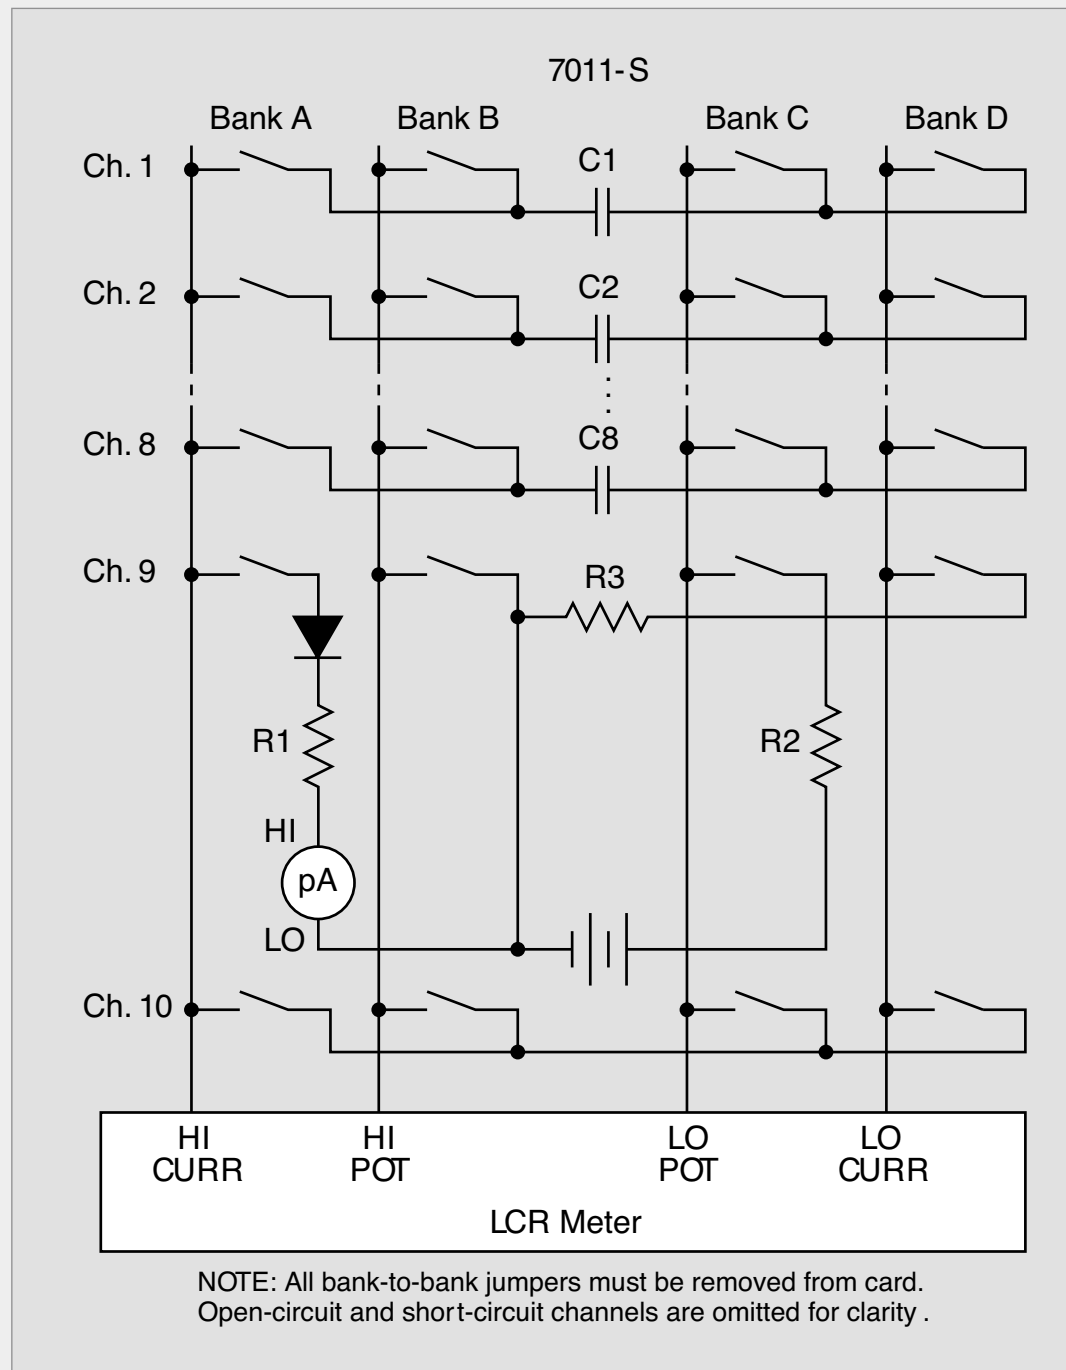 7011-S
Bank A Bank B Bank C Bank D
Ch. 1
C1
Ch. 2
C2
Ch. 8
C8
Ch. 9
R3
R1
R2
HI
pA
LO
Ch. 10
HI CURR
HI POT
LO POT
LO CURR
LCR Meter
NOTE: All bank-to-bank jumpers must be removed from card.
Open-circuit and short-circuit channels are omitted for clarity .